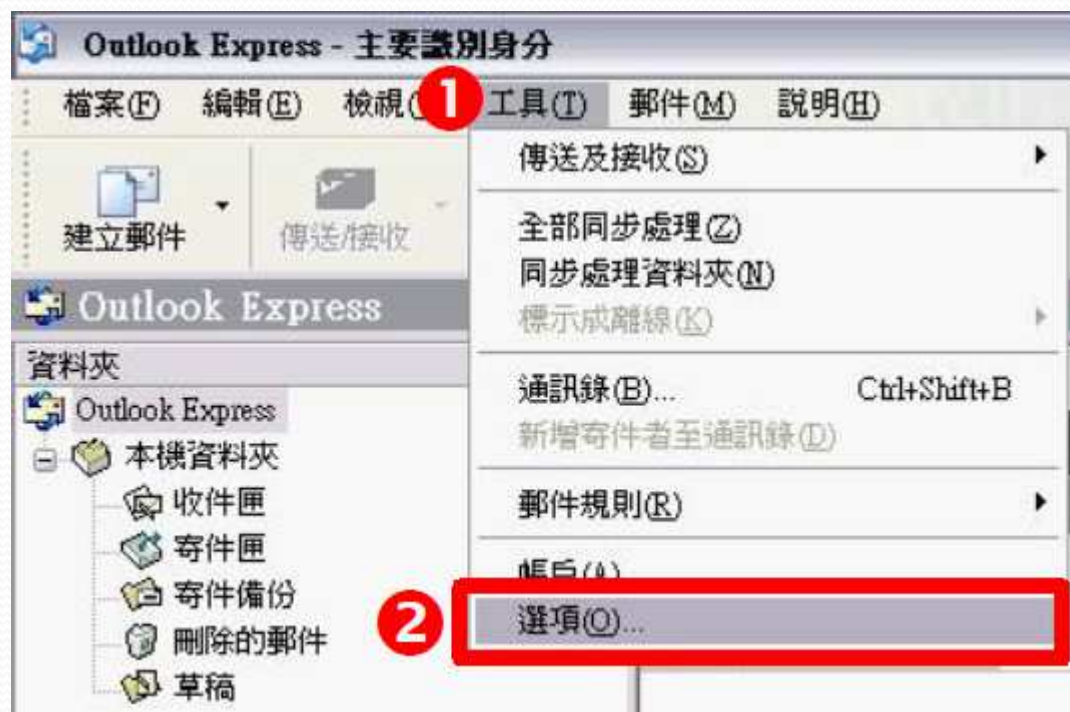 Outlook Express - 主要識別身分
檔案(F) 編輯(E) 檢視( 1 工具(T) 郵件(M) 說明(H)
建立郵件
傳送/接收
Outlook Express
資料夾
Outlook Express
本機資料夾
收件匣
寄件匣
寄件備份
刪除的郵件
草稿
傳送及接收(S)
全部同步處理(Z)
同步處理資料夾(N)
標示成離線(K)
通訊錄(B)... Ctrl+Shift+B
新增寄件者至通訊錄(D)
郵件規則(R)
帳戶(A)
2 選項(O)...